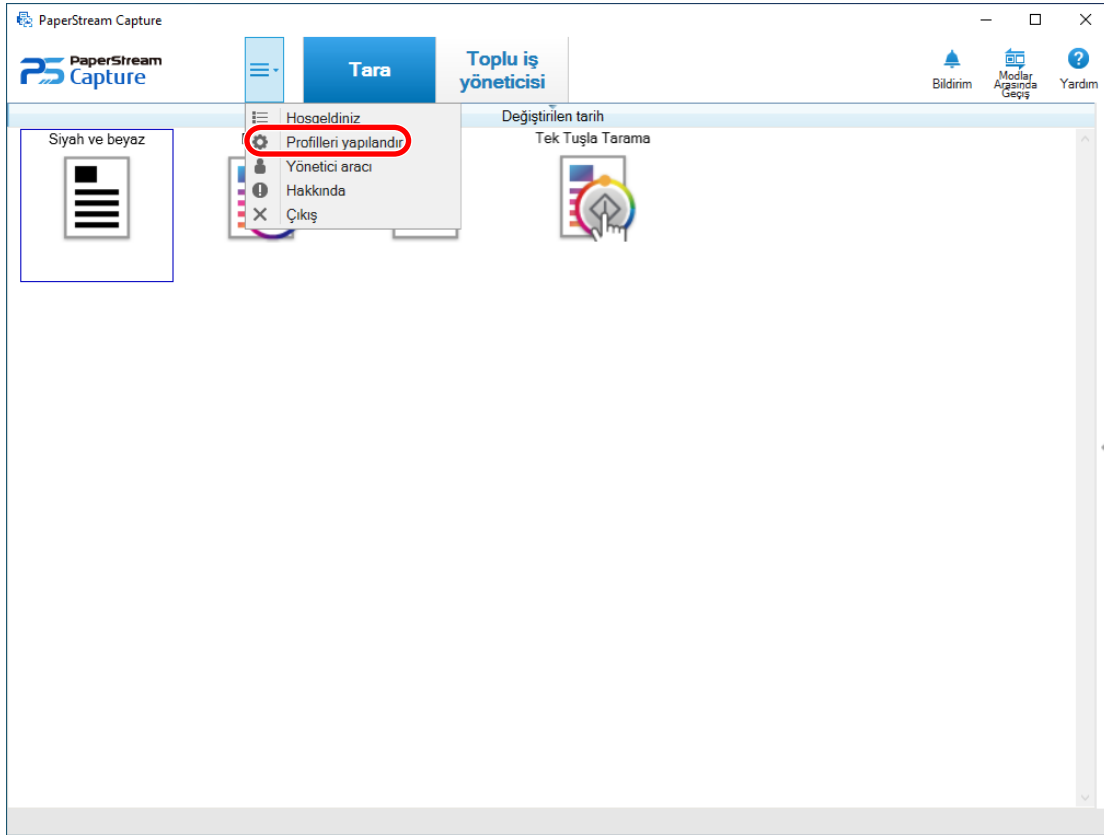 PaperStream Capture
PaperStream
Capture
Tara
Toplu iş
yöneticisi
Bildirim
Modlar
Arasında
Geçiş
Yardım
Değiştirilen tarih
Hoşgeldiniz
Profilleri yapılandır
Yönetici aracı
Hakkında
Çıkış
Siyah ve beyaz
Tek Tuşla Tarama